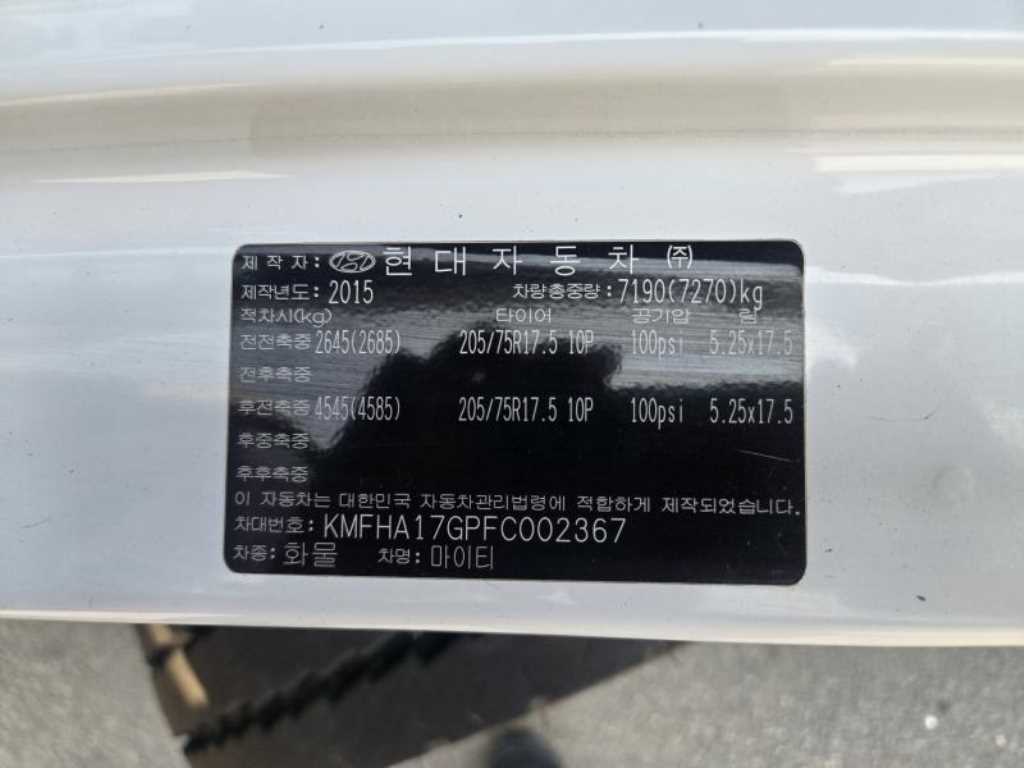 제 작 자 : 현 대 자 동 차 ㈜
제작년도 : 2015 차량총중량 : 7190(7270)kg
적차시(kg) 타이어 공기압 림
전전축중 2645(2685) 205/75R17.5 10P 100psi 5.25x17.5
전후축중
후전축중 4545(4585) 205/75R17.5 10P 100psi 5.25x17.5
후중축중
후후축중
이 자동차는 대한민국 자동차관리법령에 적합하게 제작되었습니다.
차대번호 : KMFHA17GPFC002367
차종 : 화물 차명 : 마이티